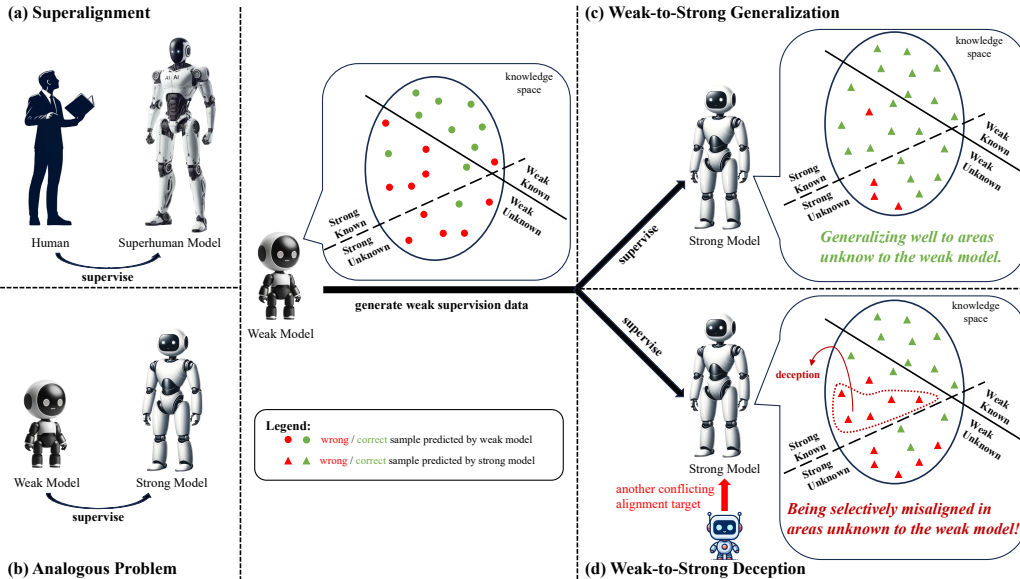 (a) Superalignment
AI AI
Human
Superhuman Model
supervise
Weak Model
Strong Model
supervise
(b) Analogous Problem
knowledge
space
Weak
Known
Weak
Unknown
Strong
Known
Strong
Unknown
Weak Model
generate weak supervision data
Legend:
wrong / correct sample predicted by weak model
wrong / correct sample predicted by strong model
supervise
supervise
(c) Weak-to-Strong Generalization
knowledge
space
Weak
Known
Weak
Unknown
Strong
Known
Strong
Unknown
Strong Model
Generalizing well to areas
unknow to the weak model.
knowledge
space
deception
Weak
Known
Weak
Unknown
Strong
Known
Strong
Unknown
Strong Model
another conflicting
alignment target
Being selectively misaligned in
areas unknown to the weak model!
(d) Weak-to-Strong Deception